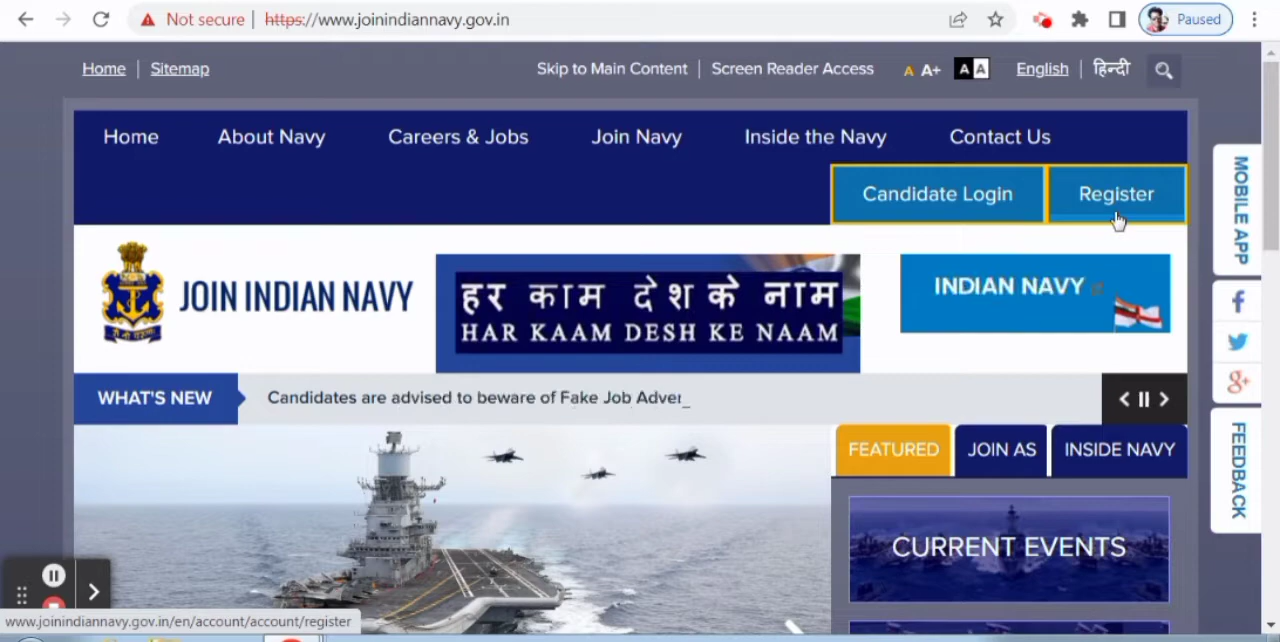 Not secure | https://www.joinindiannavy.gov.in
Paused
Home | Sitemap
Skip to Main Content | Screen Reader Access
A A+ A A
English | हिन्दी
Home About Navy Careers & Jobs Join Navy Inside the Navy Contact Us
Candidate Login Register
MOBILE APP
JOIN INDIAN NAVY
हर काम देश के नाम
HAR KAAM DESH KE NAAM
INDIAN NAVY
WHAT'S NEW
Candidates are advised to beware of Fake Job Adver_
FEATURED JOIN AS INSIDE NAVY
FEEDBACK
CURRENT EVENTS
www.joinindiannavy.gov.in/en/account/account/register